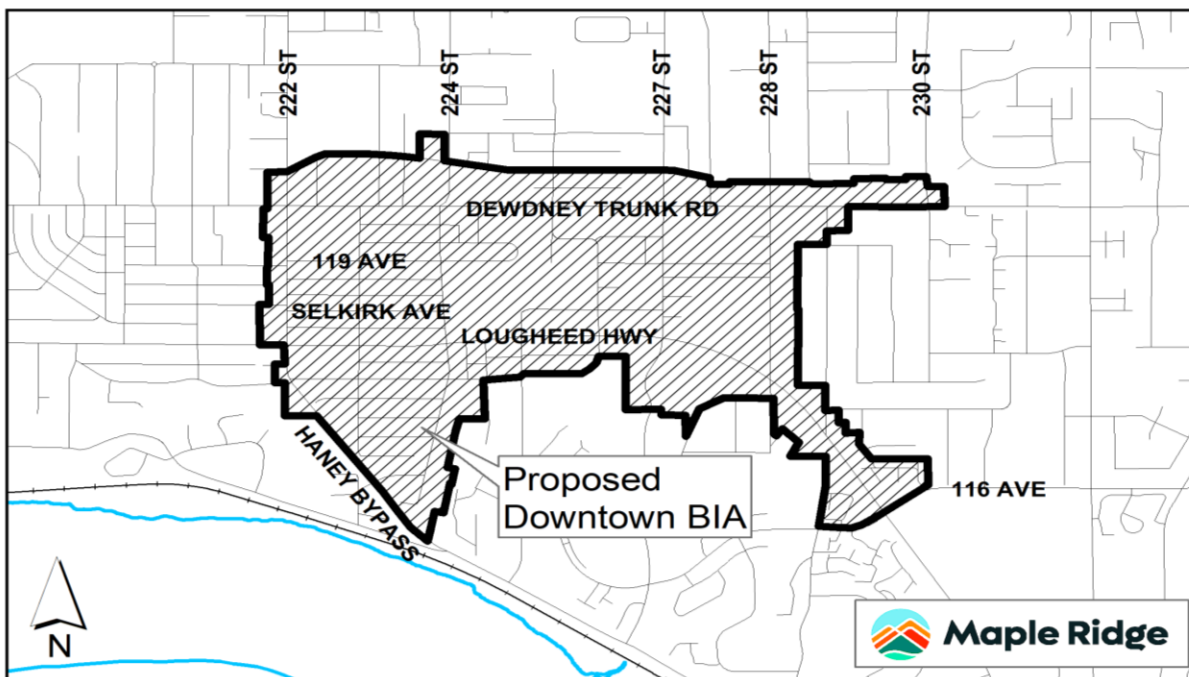 222 ST
224 ST
227 ST
228 ST
230 ST
DEWDNEY TRUNK RD
119 AVE
SELKIRK AVE
LOUGHEED HWY
HANEY BYPASS
Proposed
Downtown BIA
116 AVE
N
Maple Ridge